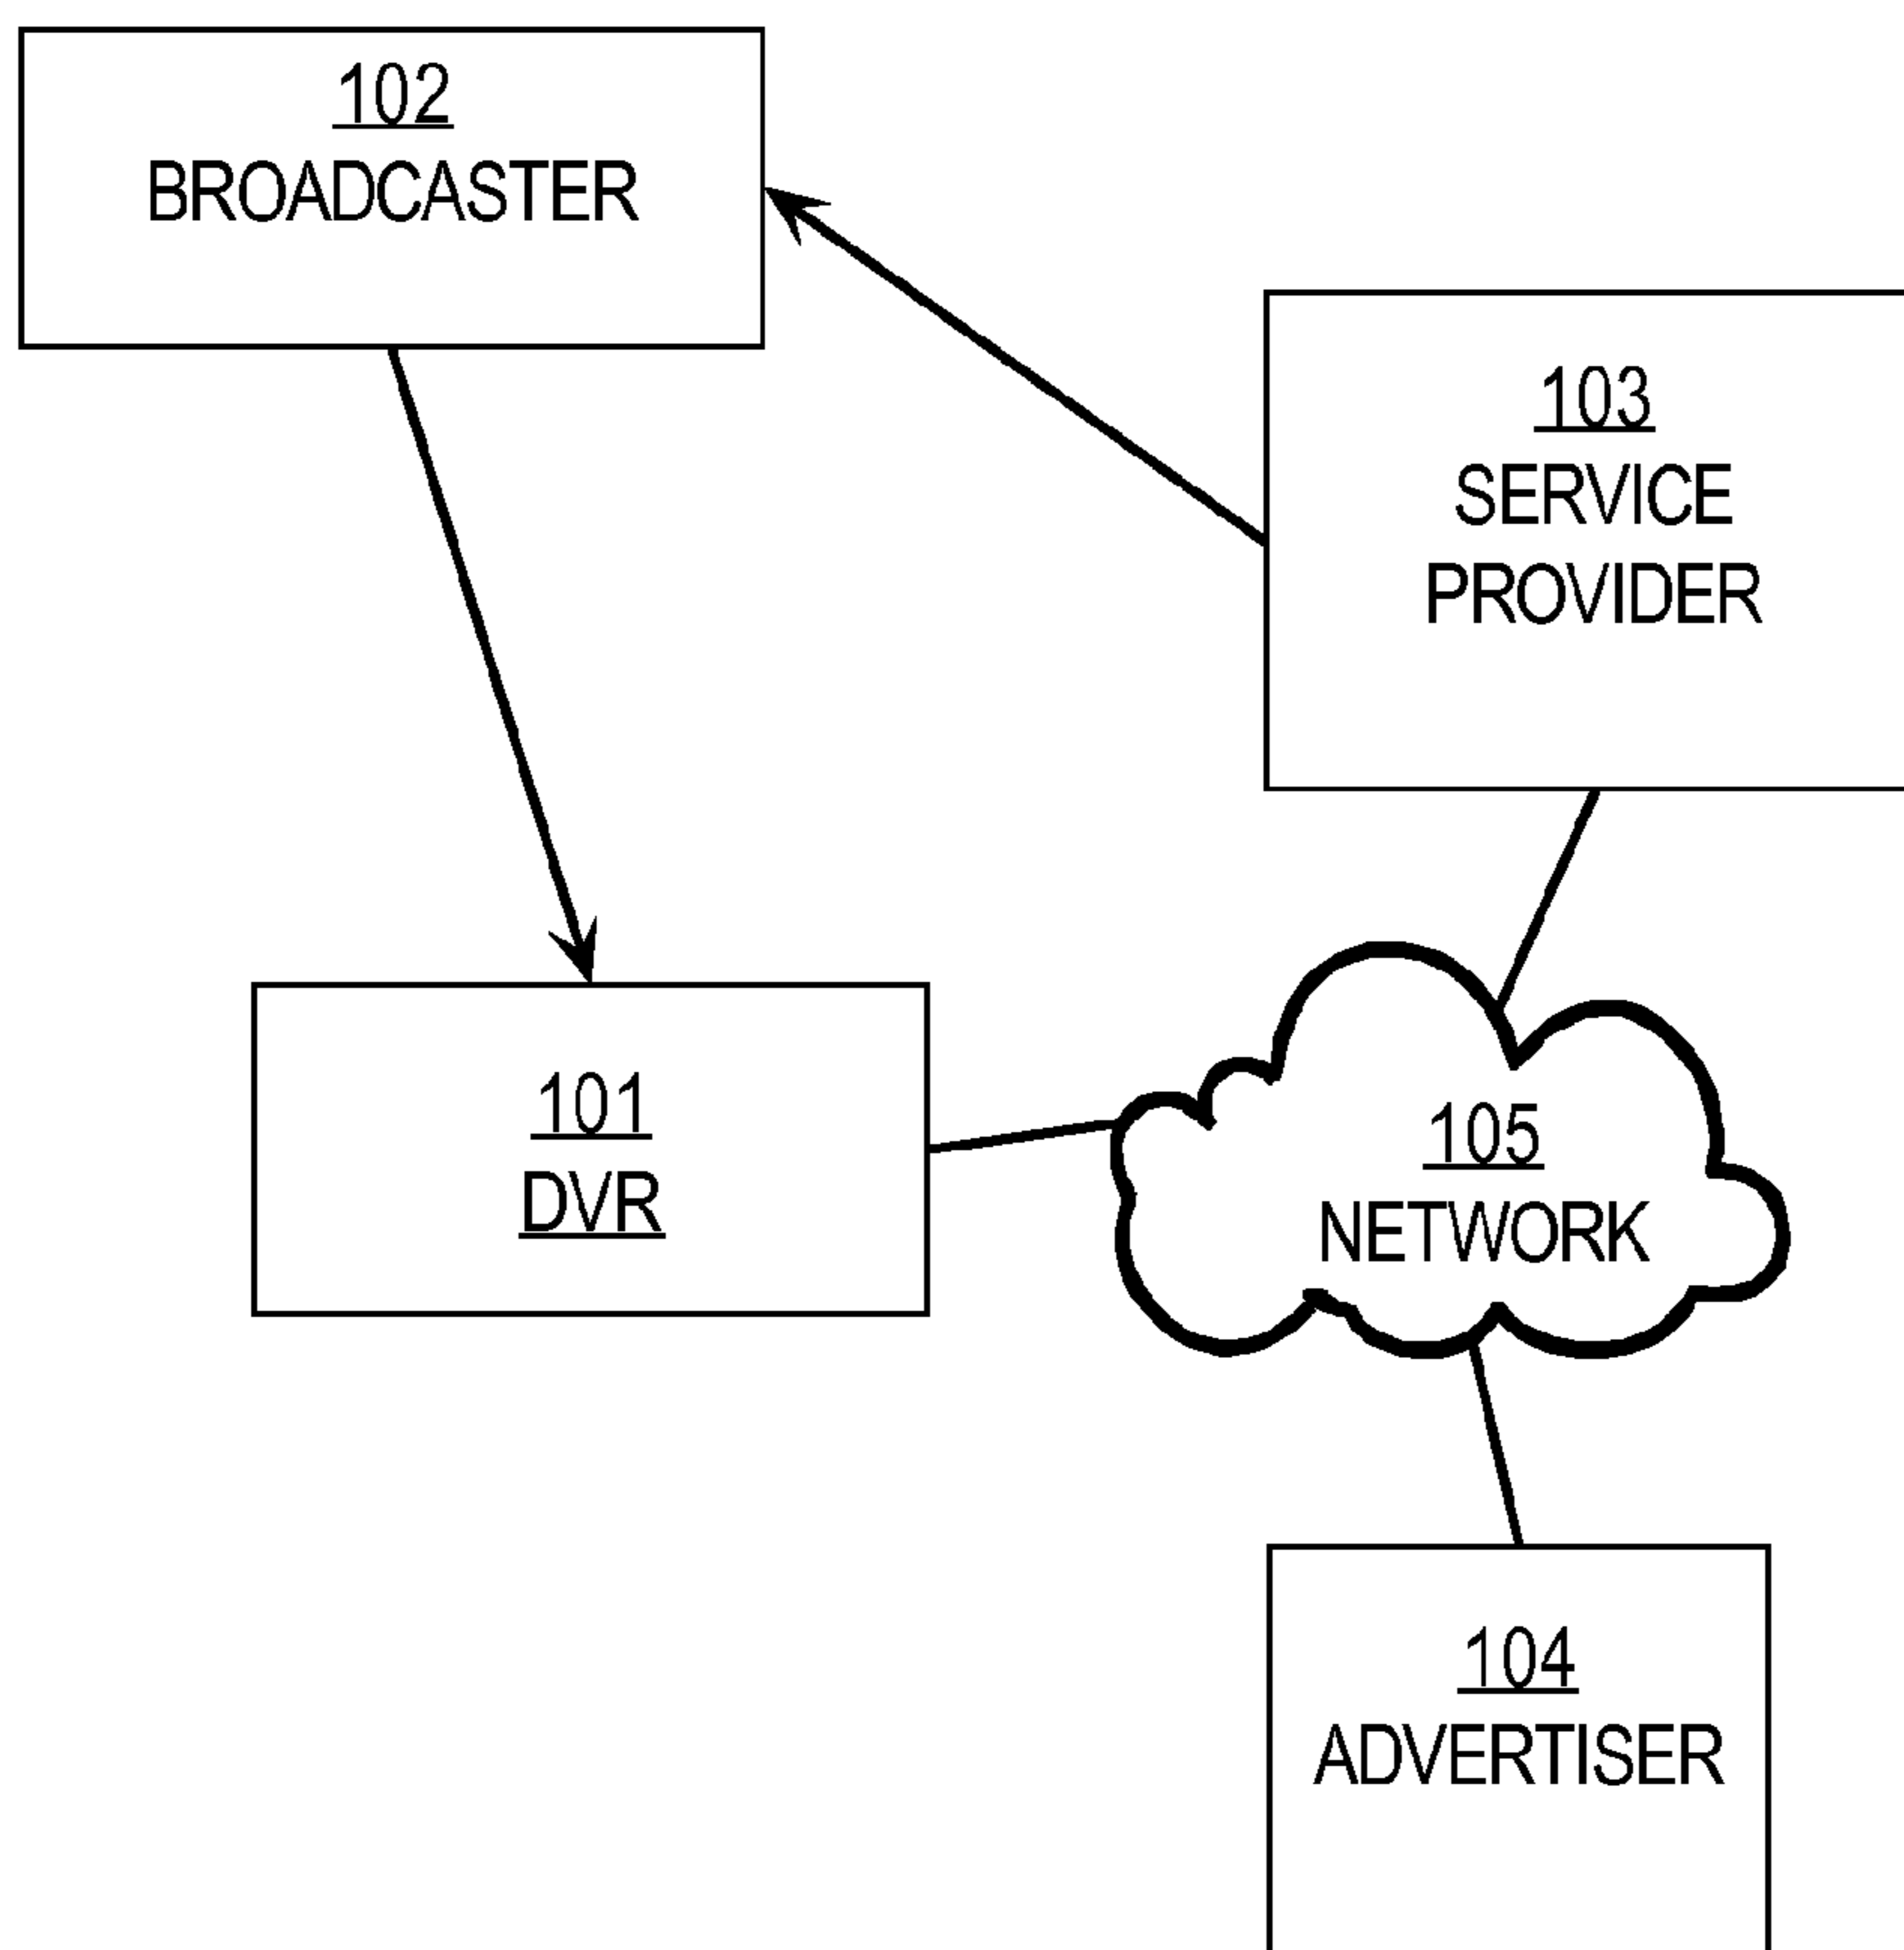 102
BROADCASTER
103
SERVICE
PROVIDER
101
DVR
105
NETWORK
104
ADVERTISER